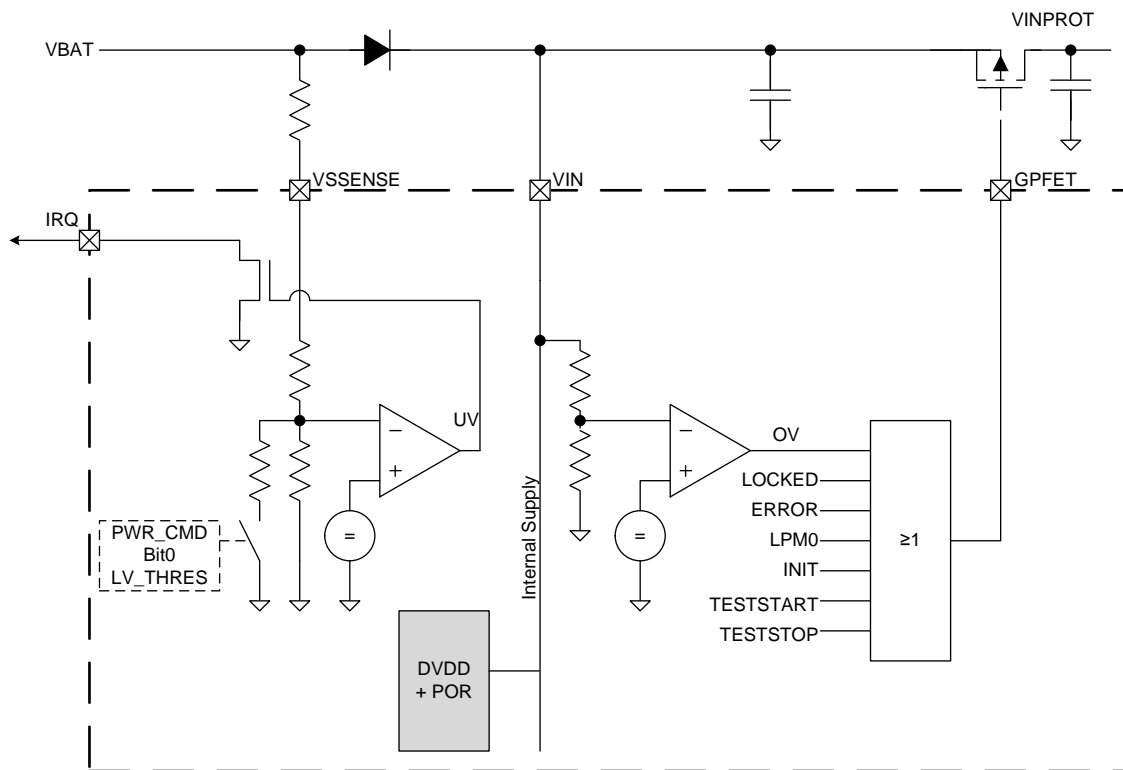 VINPROT
VBAT
VSSENSE
VIN
GPFET
IRQ
−
+
UV
−
+
OV
LOCKED
ERROR
LPM0
INIT
TESTSTART
TESTSTOP
≥1
=
=
PWR_CMD
Bit0
LV_THRES
Internal Supply
DVDD
+ POR